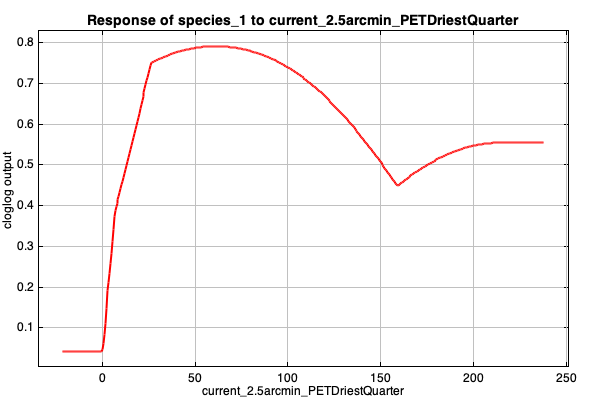 Response of species_1 to current_2.5arcmin_PETDriestQuarter
0.8
0.7
0.6
0.5
0.4
0.3
0.2
0.1
cloglog output
0 50 100 150 200 250
current_2.5arcmin_PETDriestQuarter